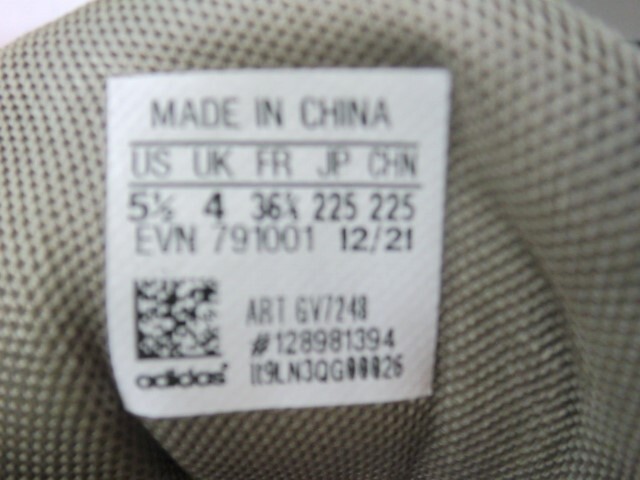 MADE IN CHINA
US UK FR JP CHN
5½ 4 36⅔ 225 225
EVN 791001 12/21
ART GV7248
#128981394
adidas